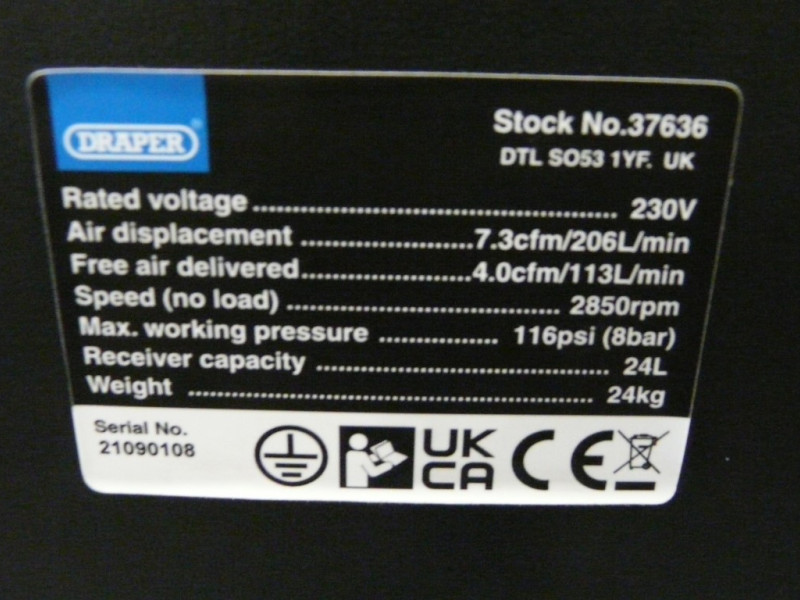 DRAPER®
Stock No.37636
DTL SO53 1YF. UK
Rated voltage ........................................ 230V
Air displacement ...................7.3cfm/206L/min
Free air delivered...................4.0cfm/113L/min
Speed (no load) .............................. 2850rpm
Max. working pressure ............. 116psi (8bar)
Receiver capacity ................................ 24L
Weight ............................................. 24kg
Serial No.
21090108
UK
CA
CE